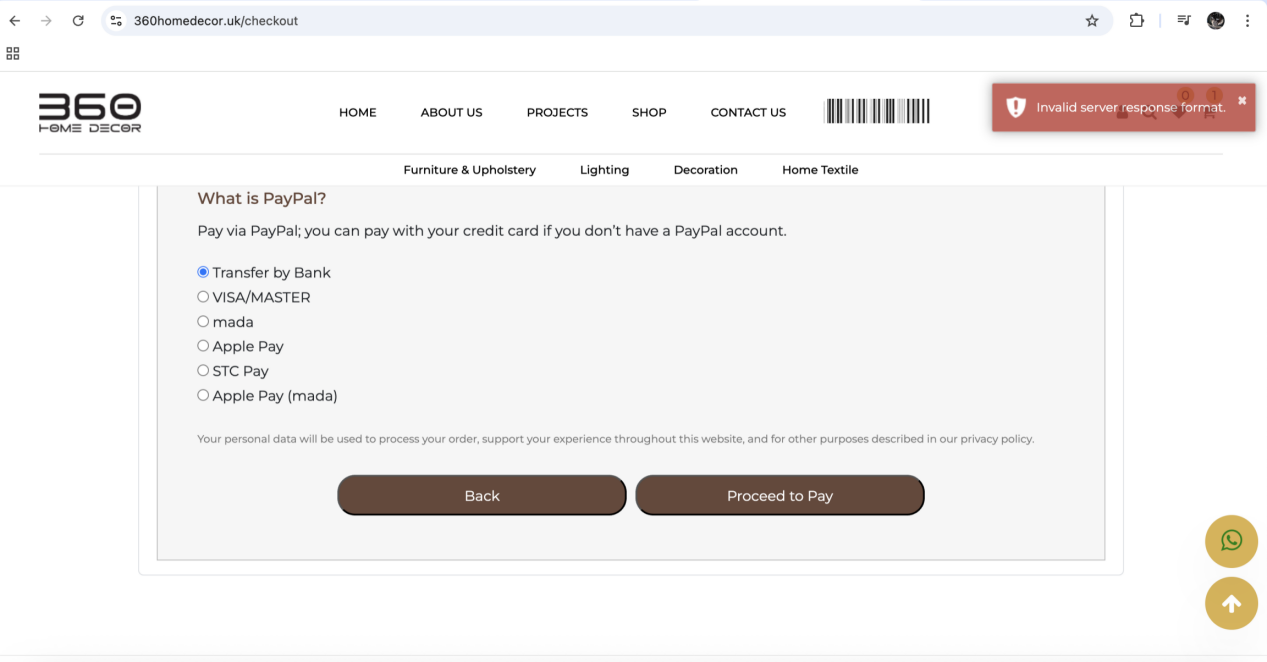 360homedecor.uk/checkout
360
HOME DECOR
HOME ABOUT US PROJECTS SHOP CONTACT US
0 1
Invalid server response format.
Furniture & Upholstery Lighting Decoration Home Textile
What is PayPal?
Pay via PayPal; you can pay with your credit card if you don’t have a PayPal account.
Transfer by Bank
VISA/MASTER
mada
Apple Pay
STC Pay
Apple Pay (mada)
Your personal data will be used to process your order, support your experience throughout this website, and for other purposes described in our privacy policy.
Back Proceed to Pay